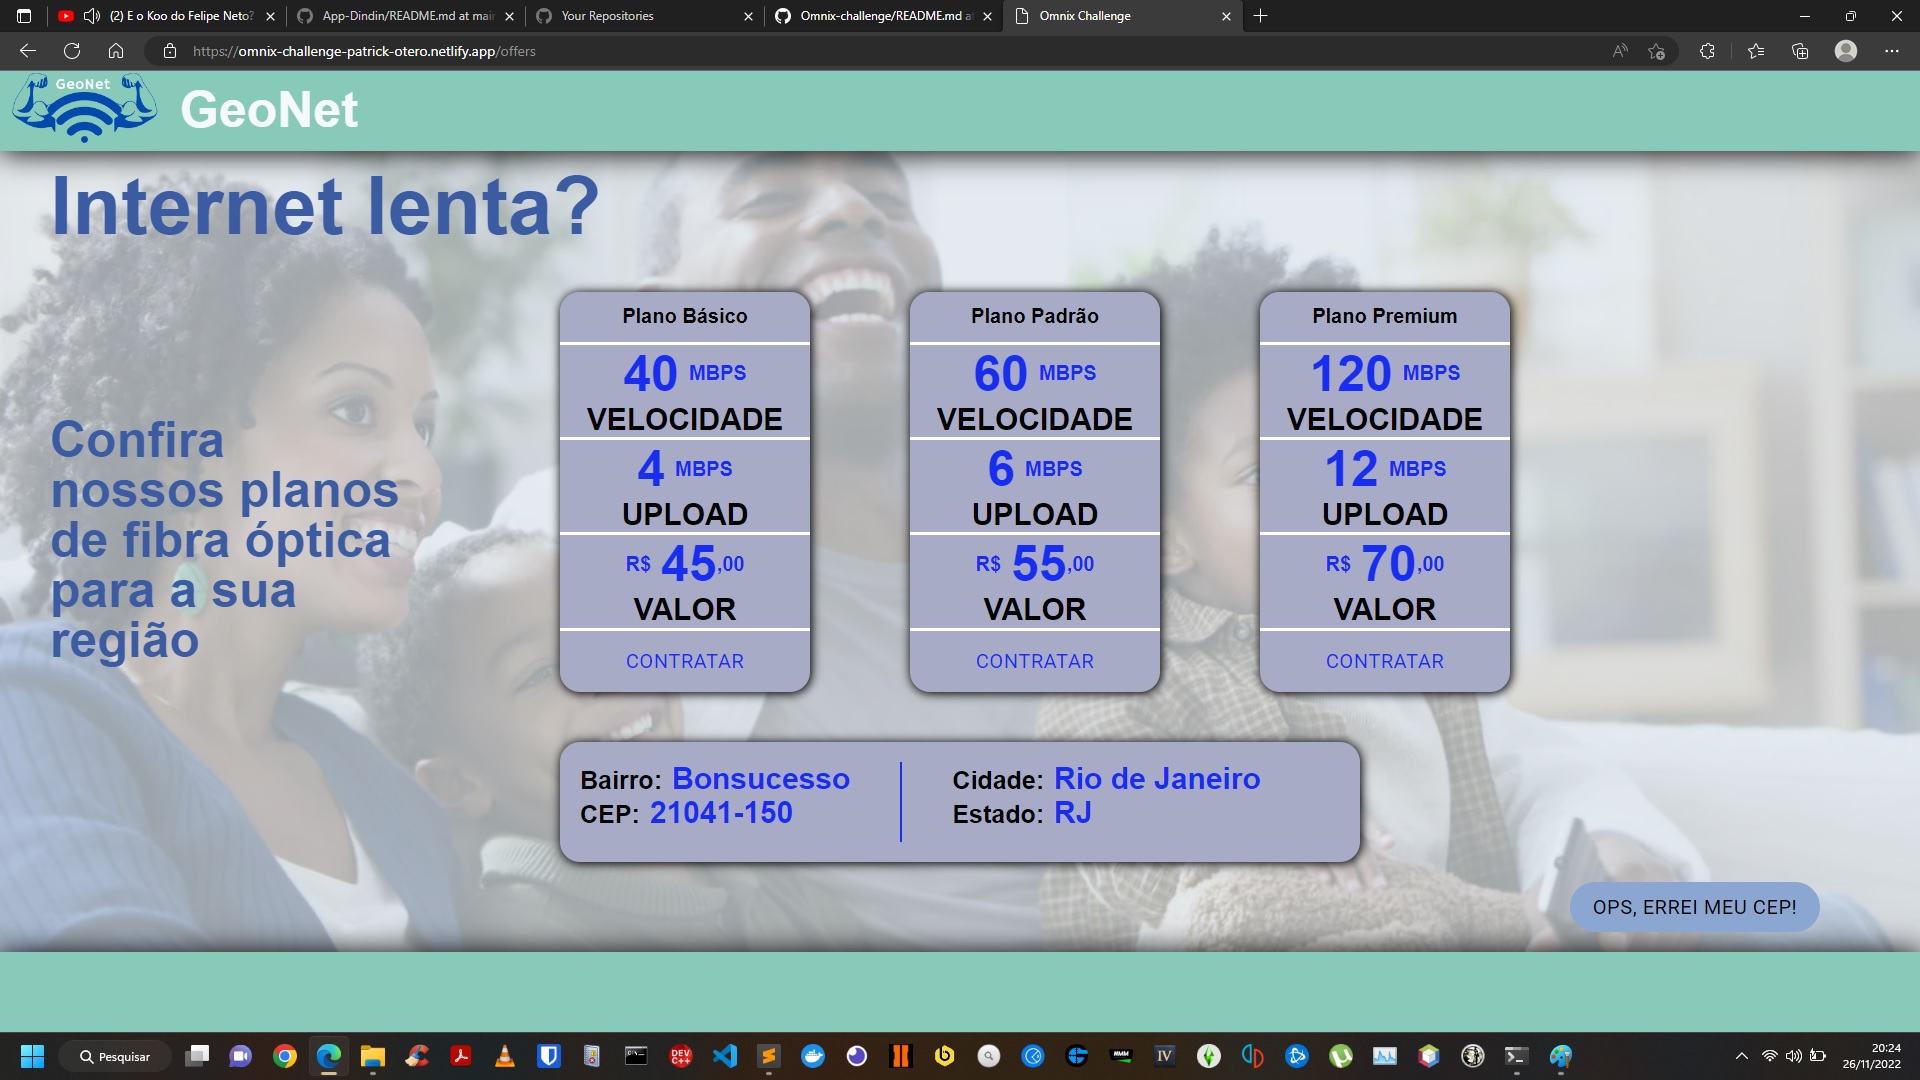 (2) E o Koo do Felipe Neto?
App-Dindin/README.md at mai
Your Repositories
Omnix-challenge/README.md a
Omnix Challenge
https://omnix-challenge-patrick-otero.netlify.app/offers
GeoNet
GeoNet
Internet lenta?
Confira
nossos planos
de fibra óptica
para a sua
região
Plano Básico
40 MBPS
VELOCIDADE
4 MBPS
UPLOAD
R$ 45,00
VALOR
CONTRATAR
Plano Padrão
60 MBPS
VELOCIDADE
6 MBPS
UPLOAD
R$ 55,00
VALOR
CONTRATAR
Plano Premium
120 MBPS
VELOCIDADE
12 MBPS
UPLOAD
R$ 70,00
VALOR
CONTRATAR
Bairro: Bonsucesso
CEP: 21041-150
Cidade: Rio de Janeiro
Estado: RJ
OPS, ERREI MEU CEP!
Pesquisar
DEV
C++
IV
20:24
26/11/2022